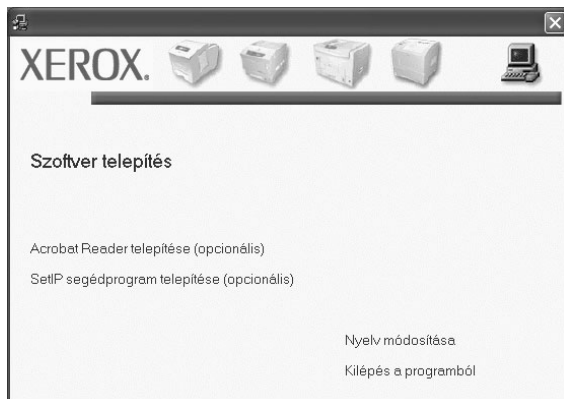 XEROX.
Szoftver telepítés
Acrobat Reader telepítése (opcionális)
SetIP segédprogram telepítése (opcionális)
Nyelv módosítása
Kilépés a programból